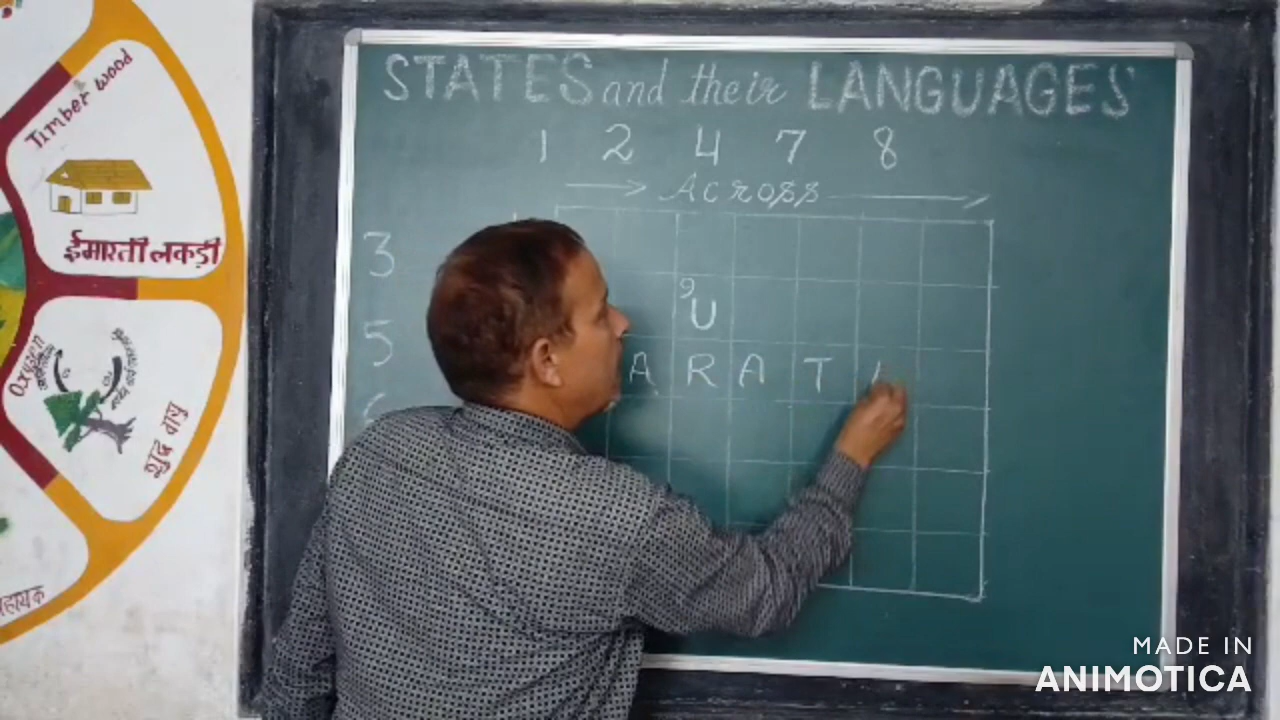 STATES and their LANGUAGES
1 2 4 7 8
Across
3
9
U
5
A R A T I
Timber wood
ईमारती लकड़ी
Oxygen
शुद्ध वायु
MADE IN
ANIMOTICA